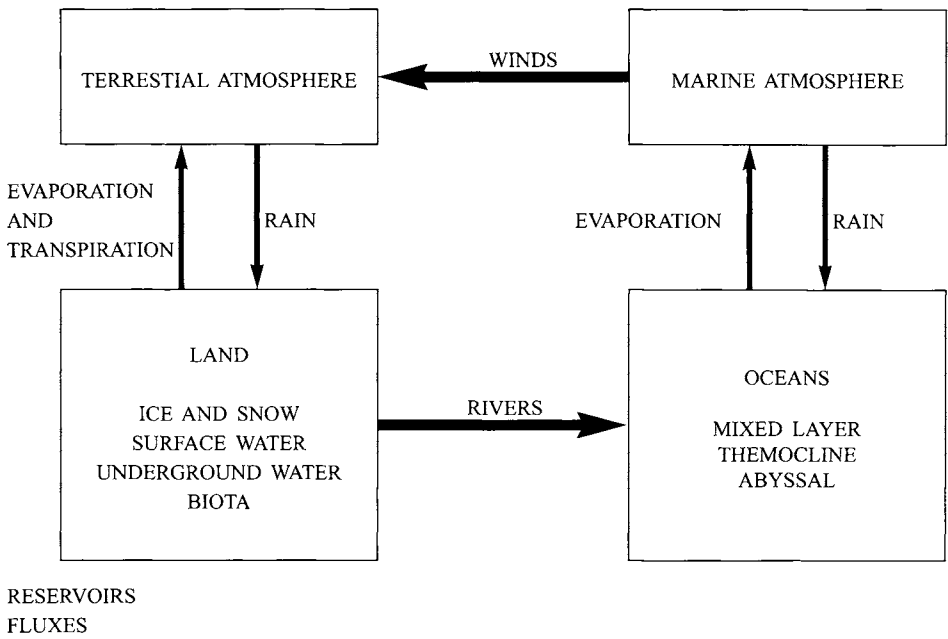 TERRESTIAL ATMOSPHERE
WINDS
MARINE ATMOSPHERE
EVAPORATION
AND
TRANSPIRATION
RAIN
EVAPORATION
RAIN
LAND
ICE AND SNOW
SURFACE WATER
UNDERGROUND WATER
BIOTA
RIVERS
OCEANS
MIXED LAYER
THEMOCLINE
ABYSSAL
RESERVOIRS
FLUXES